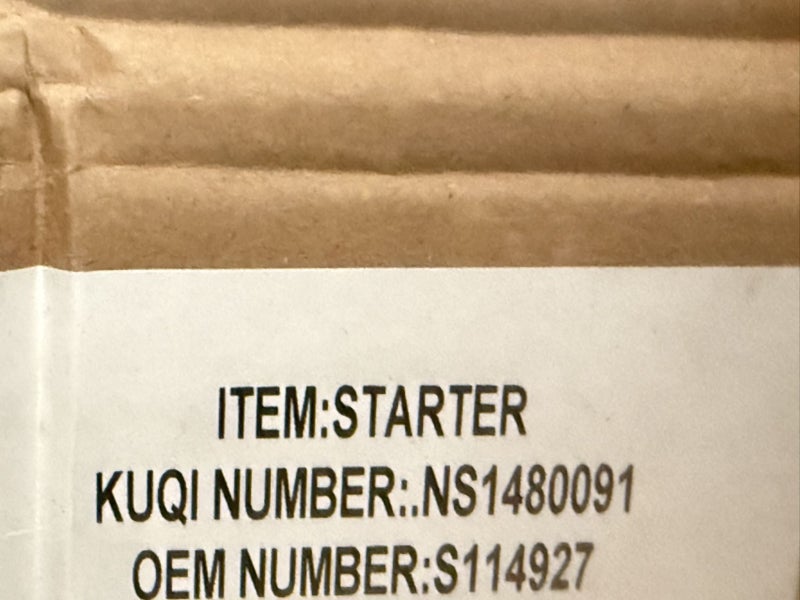 ITEM:STARTER
KUQI NUMBER:.NS1480091
OEM NUMBER:S114927